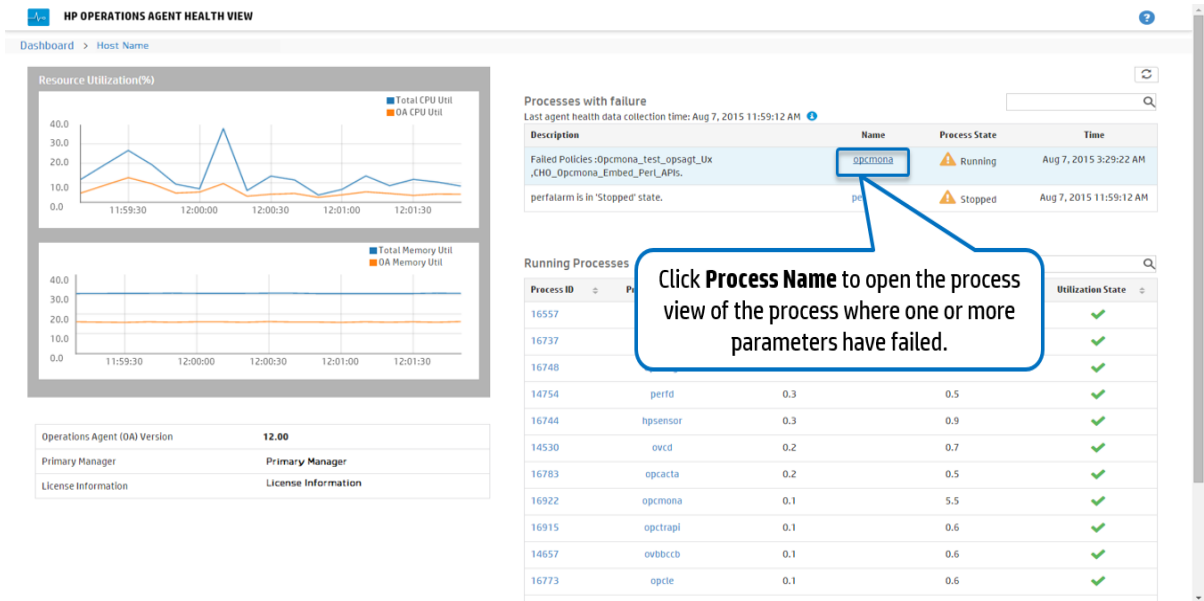 HP OPERATIONS AGENT HEALTH VIEW
Dashboard > Host Name
Resource Utilization(%)
Total CPU Util
OA CPU Util
40.0
30.0
20.0
10.0
0.0
11:59:30 12:00:00 12:00:30 12:01:00 12:01:30
Total Memory Util
OA Memory Util
40.0
30.0
20.0
10.0
0.0
11:59:30 12:00:00 12:00:30 12:01:00 12:01:30
Operations Agent (OA) Version 12.00
Primary Manager Primary Manager
License Information License Information
Processes with failure
Last agent health data collection time: Aug 7, 2015 11:59:12 AM
Description Name Process State Time
Failed Policies :Opcmona_test_opsagt_Ux
,CHO_Opcmona_Embed_Perl_APIs.
opcmona Running Aug 7, 2015 3:29:22 AM
perfalarm is in 'Stopped' state. pe Stopped Aug 7, 2015 11:59:12 AM
Click Process Name to open the process
view of the process where one or more
parameters have failed.
Running Processes
Process ID Utilization State
16557
16737
16748
14754 perfd 0.3 0.5
16744 hpsensor 0.3 0.9
14530 ovcd 0.2 0.7
16783 opcacta 0.2 0.5
16922 opcmona 0.1 5.5
16915 opctrapi 0.1 0.6
14657 ovbbccb 0.1 0.6
16773 opcle 0.1 0.6